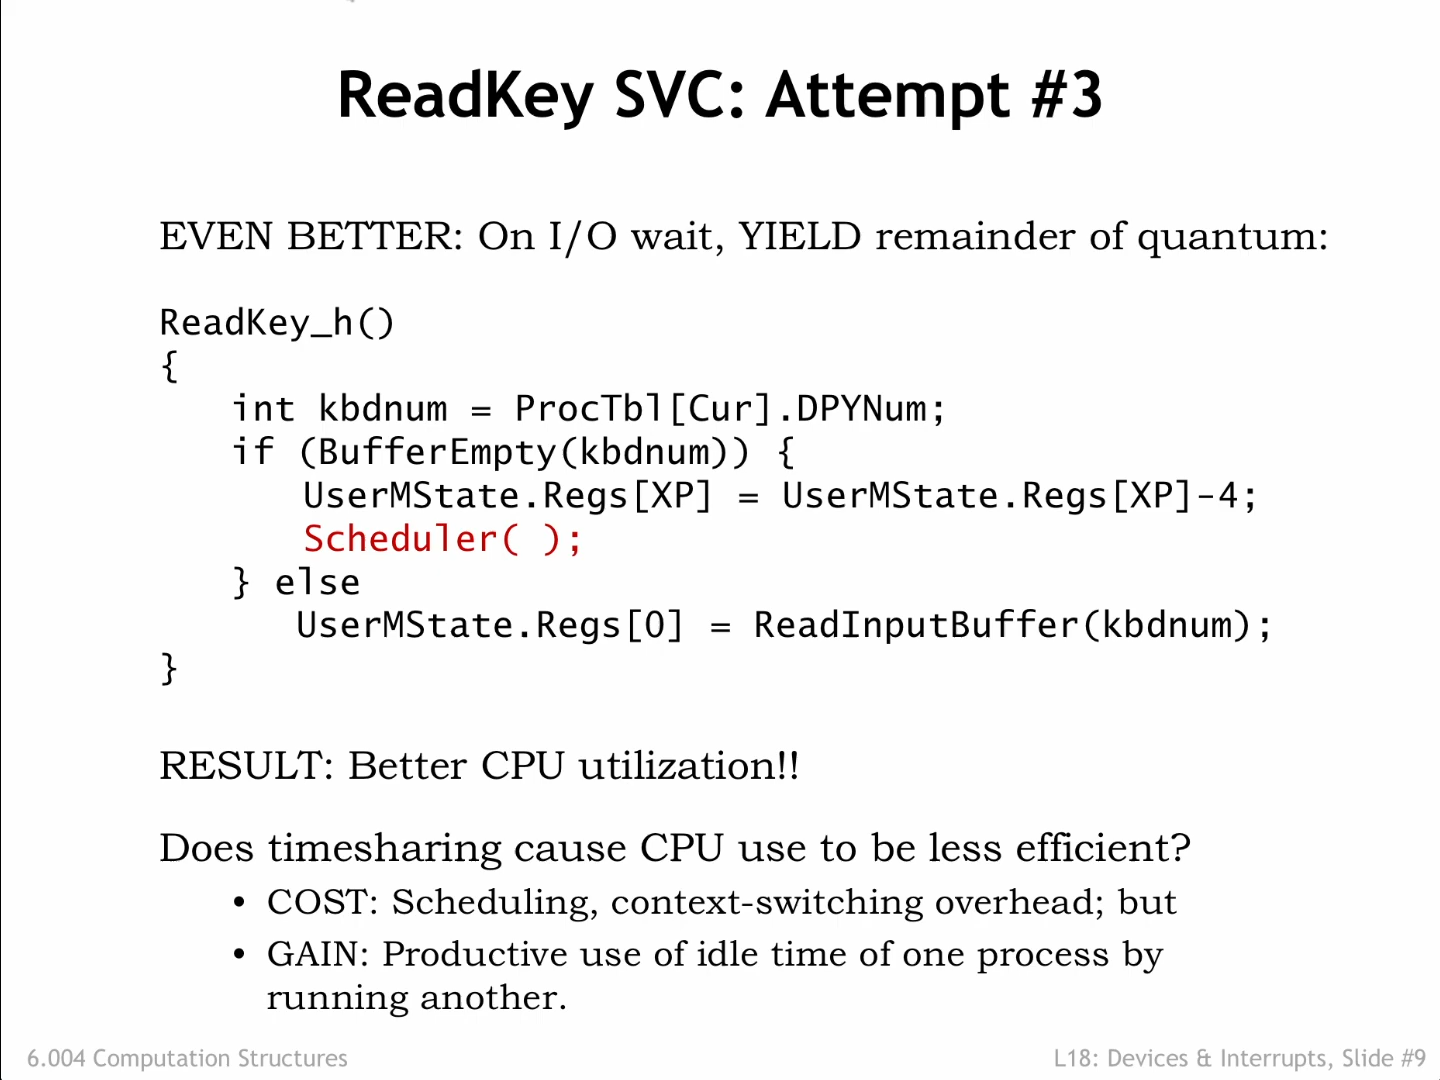 ReadKey SVC: Attempt #3
EVEN BETTER: On I/O wait, YIELD remainder of quantum:
ReadKey_h()
{
int kbdnum = ProcTbl[Cur].DPYNum;
if (BufferEmpty(kbdnum)) {
UserMState.Regs[XP] = UserMState.Regs[XP]-4;
Scheduler( );
} else
UserMState.Regs[0] = ReadInputBuffer(kbdnum);
}
RESULT: Better CPU utilization!!
Does timesharing cause CPU use to be less efficient?
• COST: Scheduling, context-switching overhead; but
• GAIN: Productive use of idle time of one process by
running another.
6.004 Computation Structures
L18: Devices & Interrupts, Slide #9